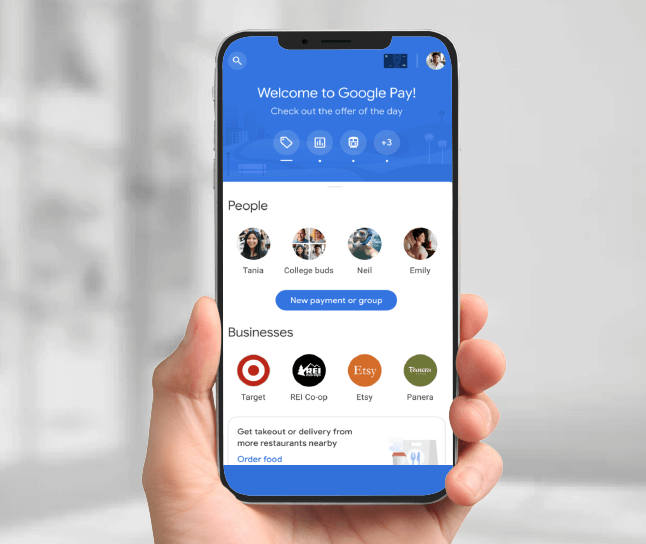 Welcome to Google Pay!
Check out the offer of the day
+3
People
Tania
College buds
Neil
Emily
New payment or group
Businesses
REI
Etsy
Panera
Target
REI Co-op
Etsy
Panera
Get takeout or delivery from
more restaurants nearby
Order food